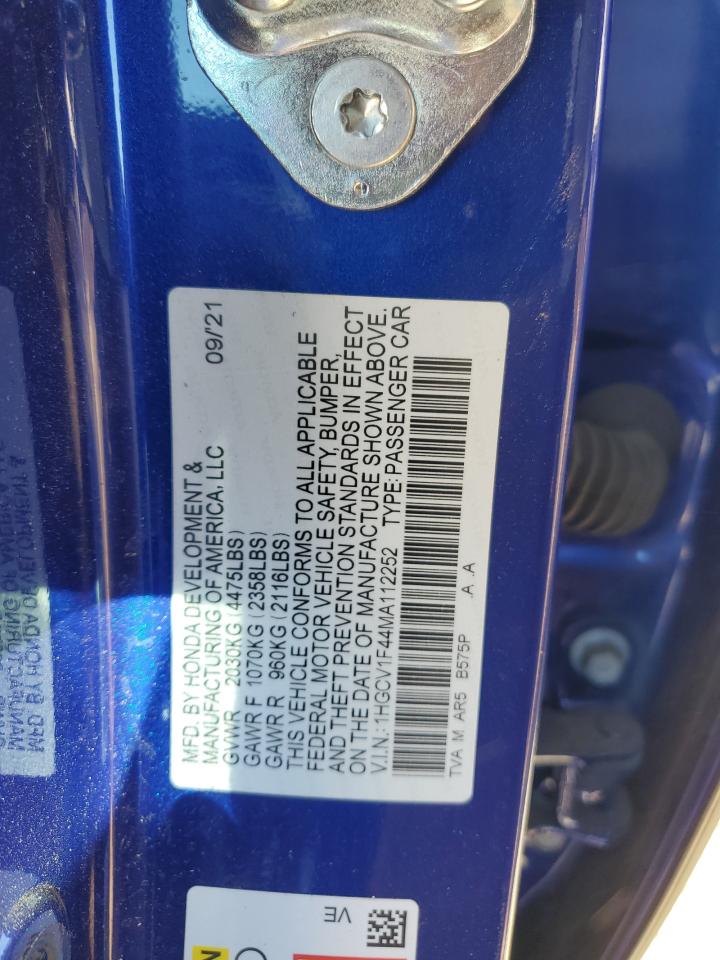 MFD. BY HONDA DEVELOPMENT &
MANUFACTURING OF AMERICA, LLC 09/'21
GVWR 2030KG (4475LBS)
GAWR F 1070KG (2358LBS)
GAWR R 960KG (2116LBS)
THIS VEHICLE CONFORMS TO ALL APPLICABLE
FEDERAL MOTOR VEHICLE SAFETY, BUMPER,
AND THEFT PREVENTION STANDARDS IN EFFECT
ON THE DATE OF MANUFACTURE SHOWN ABOVE.
V.I.N.: 1HGCV1F44MA112252 TYPE: PASSENGER CAR
TVA M AR5 B575P .A .A
VE